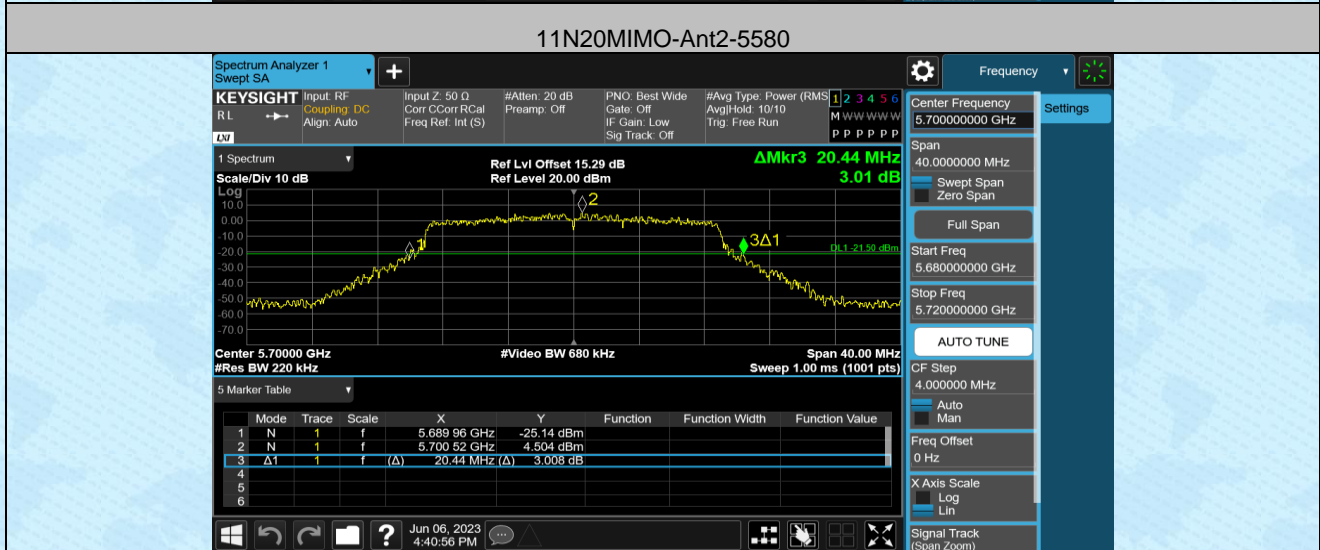 11N20MIMO-Ant2-5580
Spectrum Analyzer 1
Swept SA
+
Frequency
KEYSIGHT
RL
LXI
Input: RF
Coupling: DC
Align: Auto
Input Z: 50 Ω
Corr CCorr RCal
Freq Ref: Int (S)
#Atten: 20 dB
Preamp: Off
PNO: Best Wide
Gate: Off
IF Gain: Low
Sig Track: Off
#Avg Type: Power (RMS
Avg|Hold: 10/10
Trig: Free Run
1 2 3 4 5 6
M W W W W W
P P P P P P
Center Frequency
5.700000000 GHz
Settings
Span
40.0000000 MHz
Swept Span
Zero Span
Full Span
Start Freq
5.680000000 GHz
Stop Freq
5.720000000 GHz
AUTO TUNE
CF Step
4.000000 MHz
Auto
Man
Freq Offset
0 Hz
X Axis Scale
Log
Lin
Signal Track
(Span Zoom)
1 Spectrum
Scale/Div 10 dB
Log
Ref Lvl Offset 15.29 dB
Ref Level 20.00 dBm
ΔMkr3 20.44 MHz
3.01 dB
10.0
0.00
-10.0
-20.0
-30.0
-40.0
-50.0
-60.0
-70.0
1
2
3Δ1
DL1 -21.50 dBm
Center 5.70000 GHz
#Res BW 220 kHz
#Video BW 680 kHz
Span 40.00 MHz
Sweep 1.00 ms (1001 pts)
5 Marker Table
Mode Trace Scale X Y Function Function Width Function Value
1 N 1 f 5.689 96 GHz -25.14 dBm
2 N 1 f 5.700 52 GHz 4.504 dBm
3 Δ1 1 f (Δ) 20.44 MHz (Δ) 3.008 dB
4
5
6
?
Jun 06, 2023
4:40:56 PM